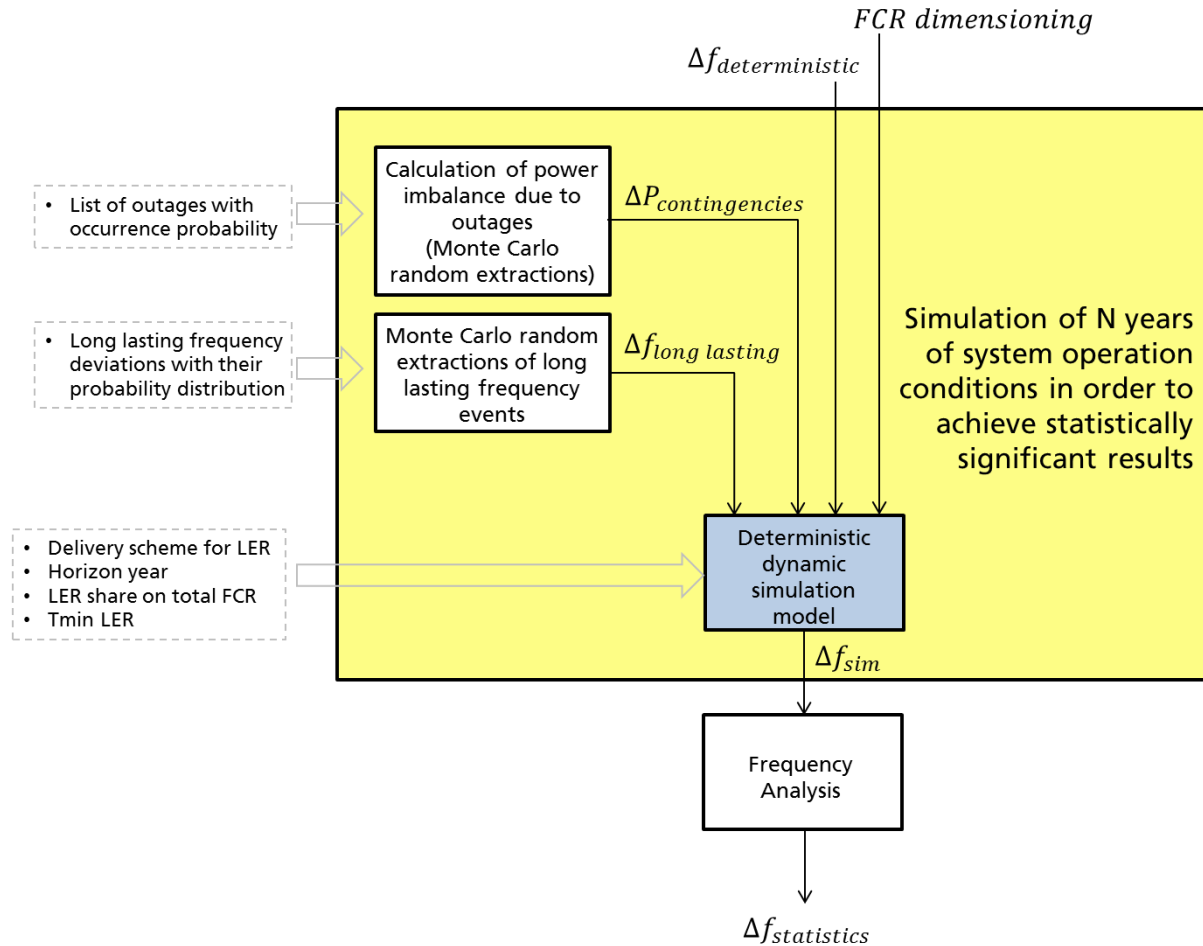 FCR dimensioning
Δf_deterministic
Calculation of power
imbalance due to
outages
(Monte Carlo
random extractions)
ΔP_contingencies
• List of outages with
occurrence probability
Monte Carlo random
extractions of long
lasting frequency
events
Δf_long lasting
• Long lasting frequency
deviations with their
probability distribution
Simulation of N years
of system operation
conditions in order to
achieve statistically
significant results
• Delivery scheme for LER
• Horizon year
• LER share on total FCR
• Tmin LER
Deterministic
dynamic
simulation
model
Δf_sim
Frequency
Analysis
Δf_statistics